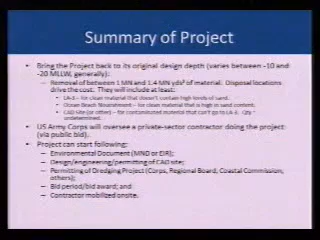 Summary of Project
• Bring the Project back to its original design depth (varies between -10 and
-20 MLLW, generally):
– Removal of between 1 MN and 1.4 MN yds³ of material. Disposal locations
drive the cost. They will include at least:
• LA-3 – for clean material that doesn't contain high levels of sand.
• Ocean Beach Nourishment – for clean material that is high in sand content.
• CAD Site (or other) – for contaminated material that can't go to LA-3. Qty =
undetermined.
• US Army Corps will oversee a private-sector contractor doing the project
(via public bid).
• Project can start following:
– Environmental Document (MND or EIR);
– Design/engineering/permitting of CAD site;
– Permitting of Dredging Project (Corps, Regional Board, Coastal Commission,
others);
– Bid period/bid award; and
– Contractor mobilized onsite.